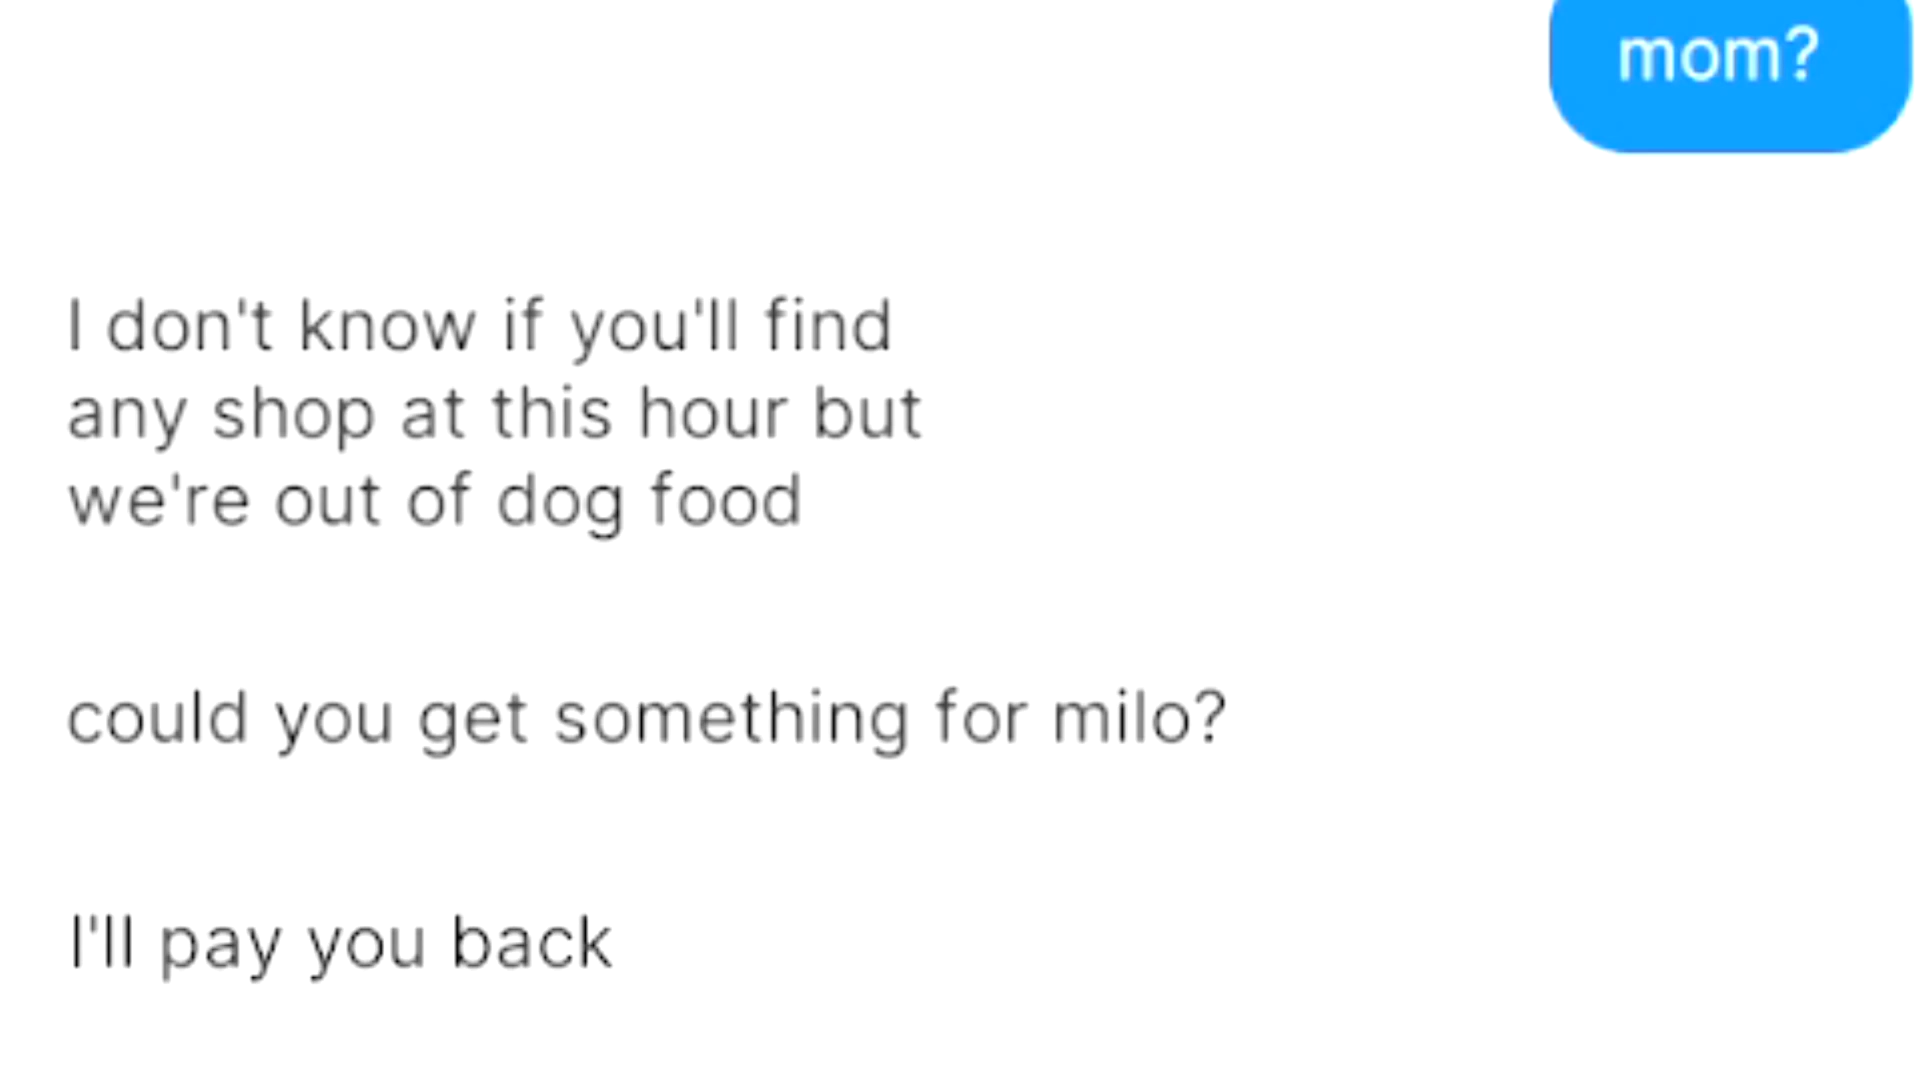 mom?
I don't know if you'll find
any shop at this hour but
we're out of dog food
could you get something for milo?
I'll pay you back